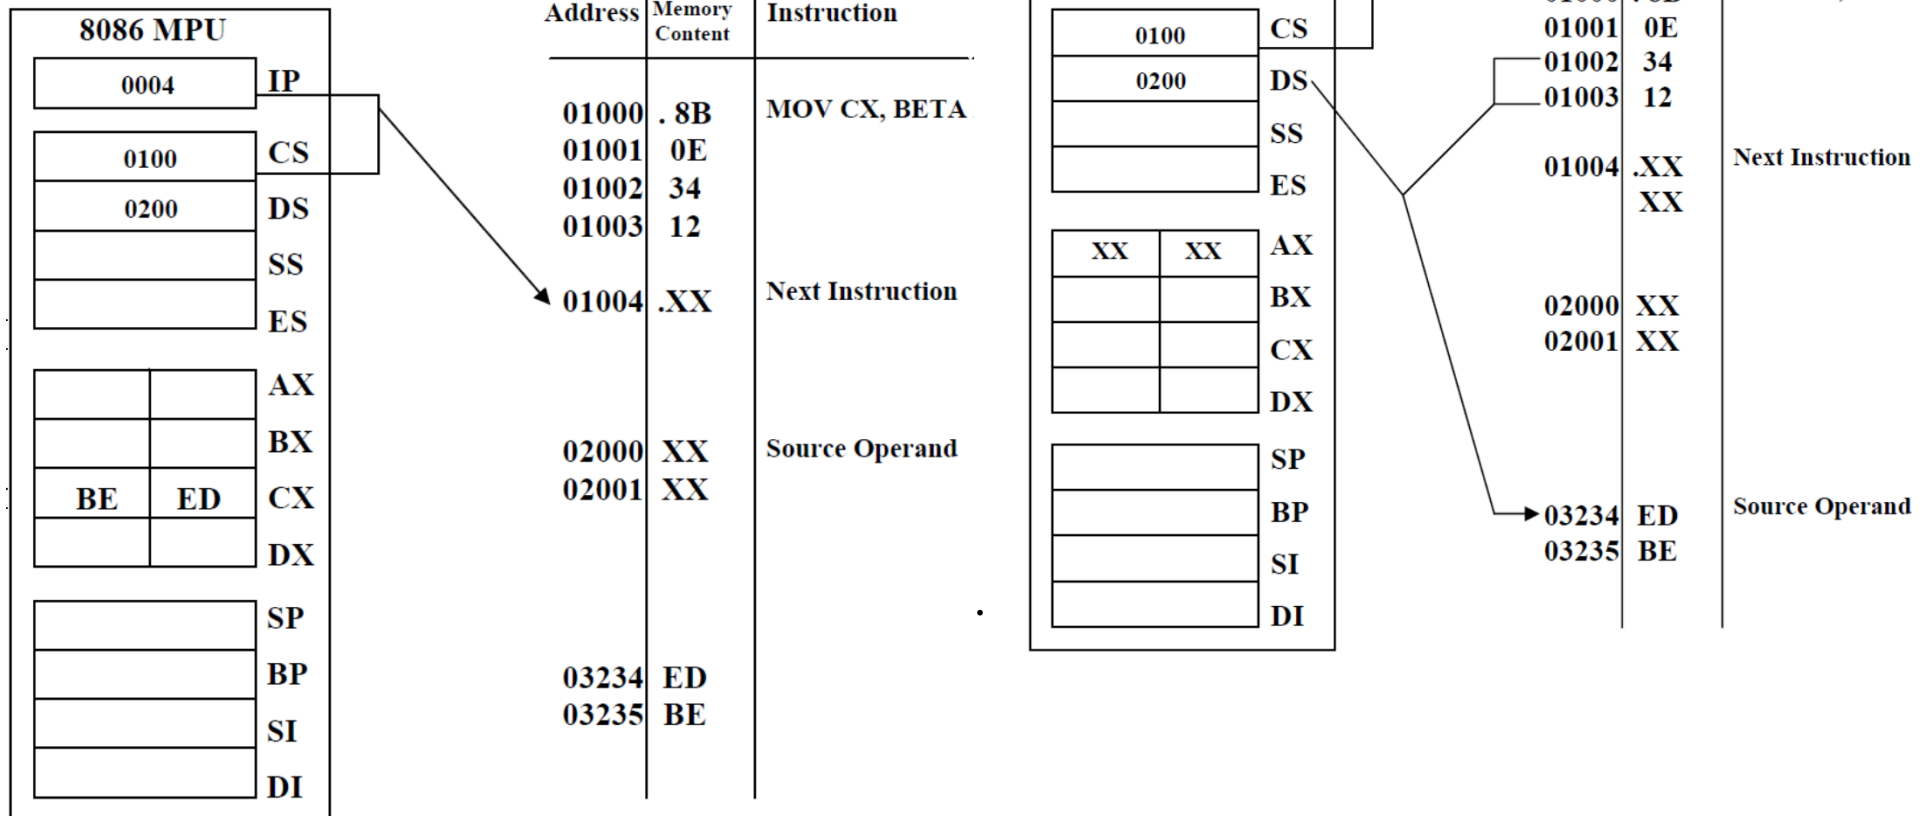 8086 MPU
0004 IP
0100 CS
0200 DS
SS
ES
AX
BX
BE ED CX
DX
SP
BP
SI
DI
Address Memory Content Instruction
01000 . 8B MOV CX, BETA
01001 0E
01002 34
01003 12
01004 .XX Next Instruction
02000 XX Source Operand
02001 XX
03234 ED
03235 BE
0100 CS
0200 DS
SS
ES
XX XX AX
BX
CX
DX
SP
BP
SI
DI
01001 0E
01002 34
01003 12
01004 .XX Next Instruction
XX
02000 XX
02001 XX
03234 ED Source Operand
03235 BE